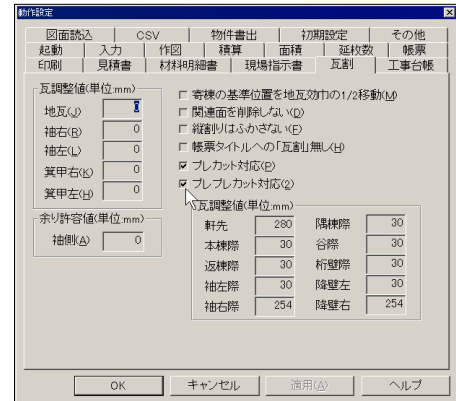 動作設定
図面読込 CSV 物件書出 初期設定 その他
起動 入力 作図 積算 面積 延枚数 帳票
印刷 見積書 材料明細書 現場指示書 瓦割 工事台帳
瓦調整値(単位:mm)
地瓦(J) 0
袖右(R) 0
袖左(L) 0
箕甲右(K) 0
箕甲左(H) 0
余り許容値(単位:mm)
袖側(A) 0
寄棟の基準位置を地瓦効巾の1/2移動(M)
関連面を削除しない(D)
縦割りはふかさない(F)
帳票タイトルへの「瓦割」無し(H)
プレカット対応(P)
プレプレカット対応(2)
瓦調整値(単位:mm)
軒先 280 隅棟際 30
本棟際 30 谷際 30
返棟際 30 桁壁際 30
袖左際 30 降壁左 30
袖右際 254 降壁右 254
OK キャンセル 適用(A) ヘルプ